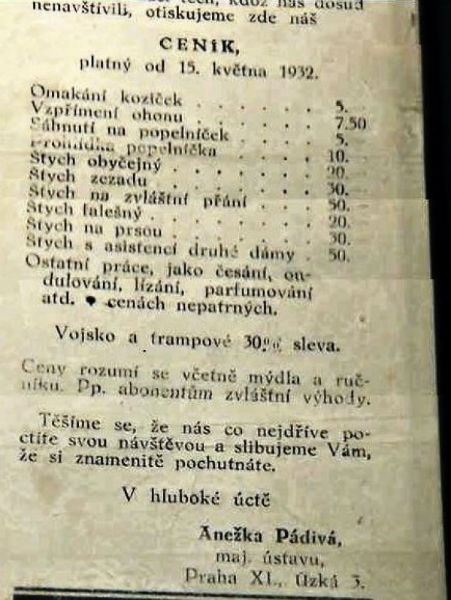 nenavštívili, otiskujeme zde náš
CENÍK,
platný od 15. května 1932.
Omakání koziček . . . . . 5.
Vzpřímení ohonu . . . . . 7.50
Sáhnutí na popelníček . . . 5.
Prohlídka popelníčka . . . . 10.
Štych obyčejný . . . . . . 20.
Štych zezadu . . . . . . 30.
Štych na zvláštní přání . . . 50.
Štych falešný . . . . . . 20.
Štych na prsou . . . . . 30.
Štych s asistencí druhé dámy . 50.
Ostatní práce, jako česání, on-
dulování, lízání, parfumování
atd. cenách nepatrných.
Vojsko a trampové 30% sleva.
Ceny rozumí se včetně mýdla a ruč-
níku. Pp. abonentům zvláštní výhody.
Těšíme se, že nás co nejdříve po-
ctíte svou návštěvou a slibujeme Vám,
že si znamenitě pochutnáte.
V hluboké úctě
Anežka Pádivá,
maj. ústavu,
Praha XI., Úzká 3.